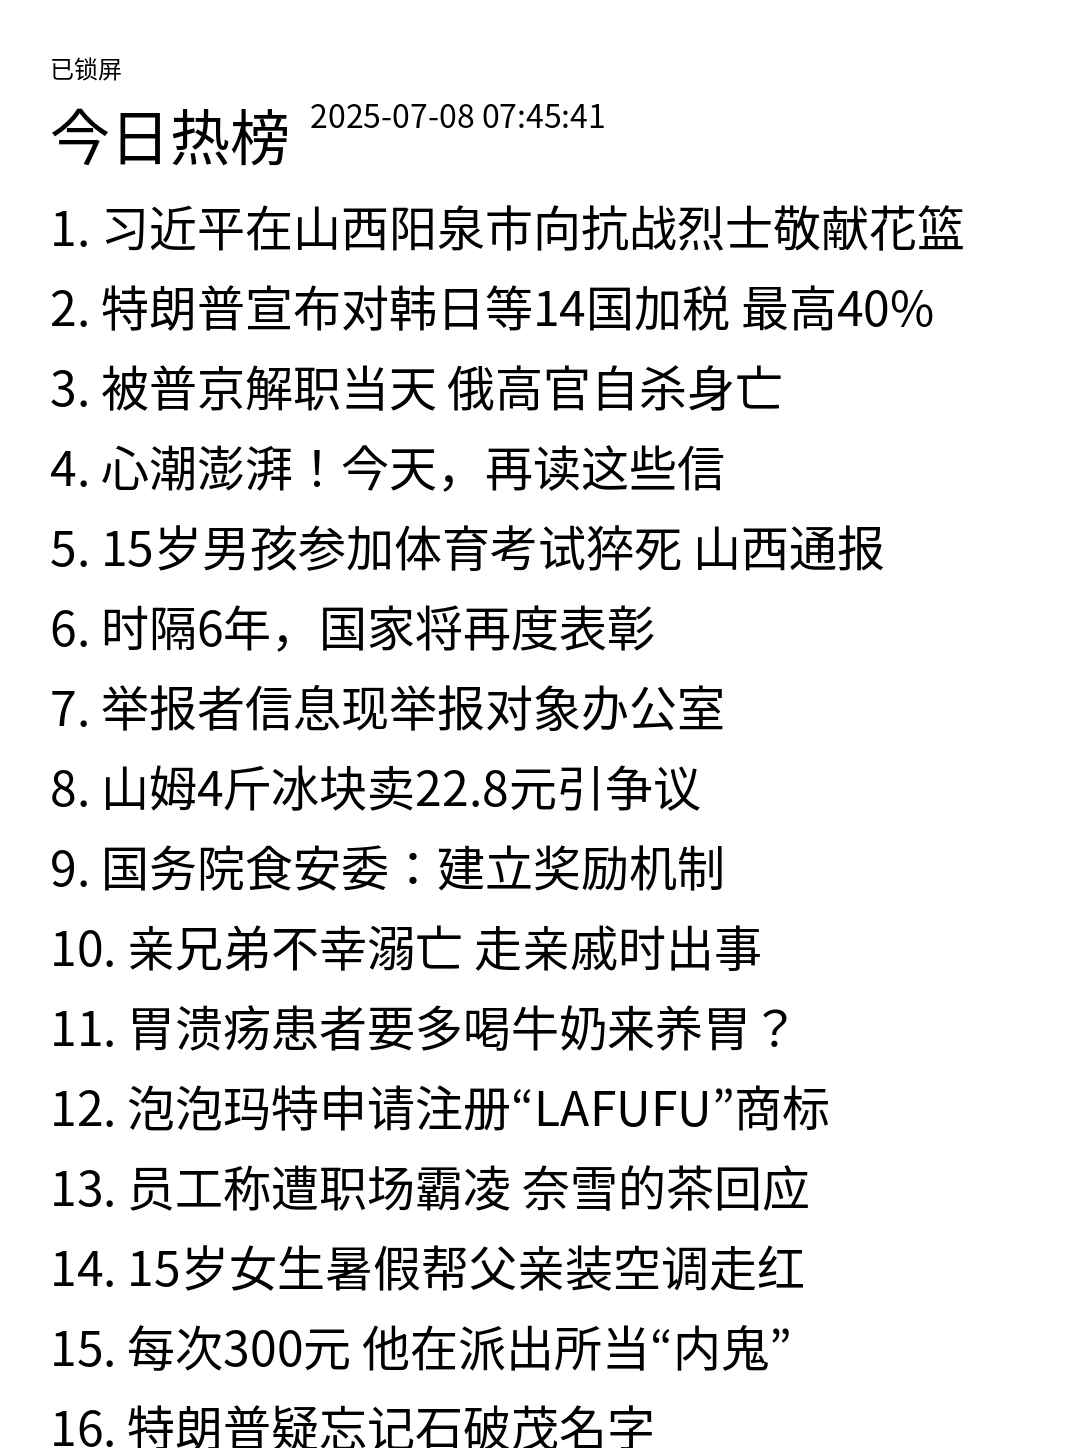 已锁屏
今日热榜 2025-07-08 07:45:41
1. 习近平在山西阳泉市向抗战烈士敬献花篮
2. 特朗普宣布对韩日等14国加税 最高40%
3. 被普京解职当天 俄高官自杀身亡
4. 心潮澎湃！今天，再读这些信
5. 15岁男孩参加体育考试猝死 山西通报
6. 时隔6年，国家将再度表彰
7. 举报者信息现举报对象办公室
8. 山姆4斤冰块卖22.8元引争议
9. 国务院食安委：建立奖励机制
10. 亲兄弟不幸溺亡 走亲戚时出事
11. 胃溃疡患者要多喝牛奶来养胃？
12. 泡泡玛特申请注册“LAFUFU”商标
13. 员工称遭职场霸凌 奈雪的茶回应
14. 15岁女生暑假帮父亲装空调走红
15. 每次300元 他在派出所当“内鬼”
16. 特朗普疑忘记石破茂名字